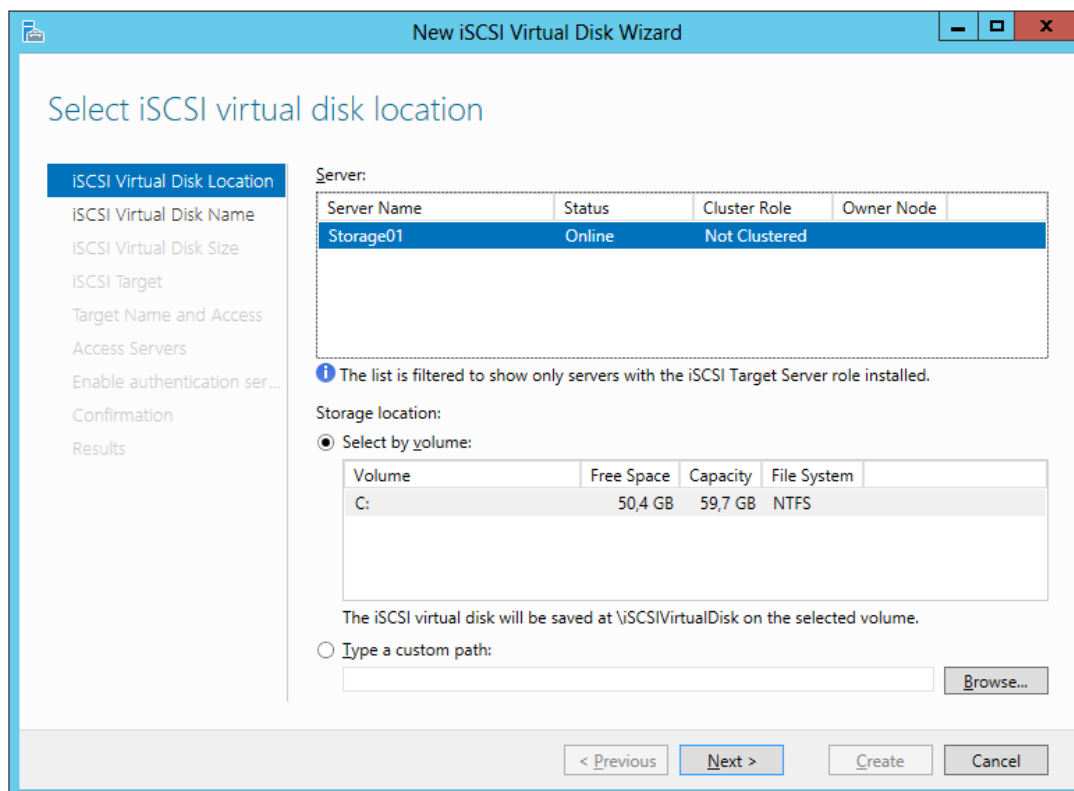 New iSCSI Virtual Disk Wizard
Select iSCSI virtual disk location
iSCSI Virtual Disk Location
iSCSI Virtual Disk Name
iSCSI Virtual Disk Size
iSCSI Target
Target Name and Access
Access Servers
Enable authentication ser...
Confirmation
Results
Server:
Server Name Status Cluster Role Owner Node
Storage01 Online Not Clustered
The list is filtered to show only servers with the iSCSI Target Server role installed.
Storage location:
Select by volume:
Volume Free Space Capacity File System
C: 50,4 GB 59,7 GB NTFS
The iSCSI virtual disk will be saved at \iSCSIVirtualDisk on the selected volume.
Type a custom path:
Browse...
< Previous Next > Create Cancel